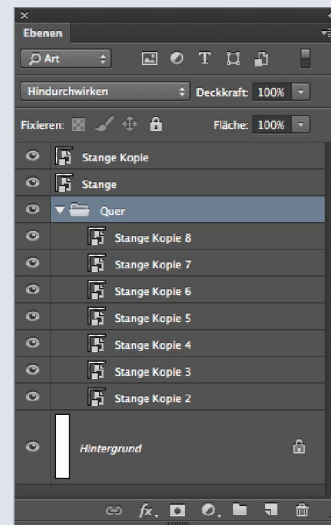 Ebenen
Art
Hindurchwirken Deckkraft: 100%
Fixieren: Fläche: 100%
Stange Kopie
Stange
Quer
Stange Kopie 8
Stange Kopie 7
Stange Kopie 6
Stange Kopie 5
Stange Kopie 4
Stange Kopie 3
Stange Kopie 2
Hintergrund
fx